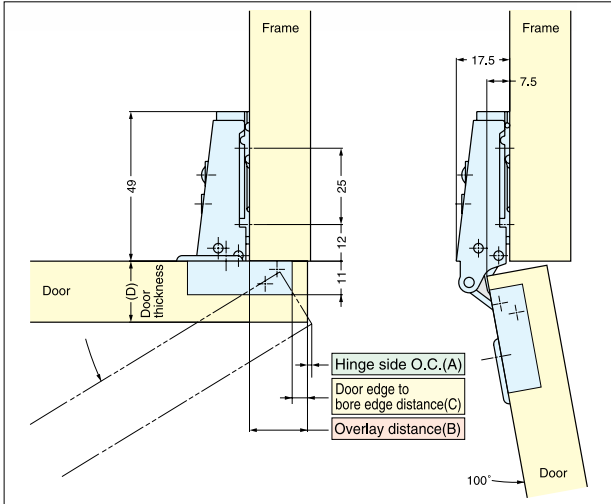 Frame
Frame
17.5
7.5
49
25
12
11
Door
(D)
Door
thickness
Hinge side O.C.(A)
Door edge to
bore edge distance(C)
Overlay distance(B)
100°
Door